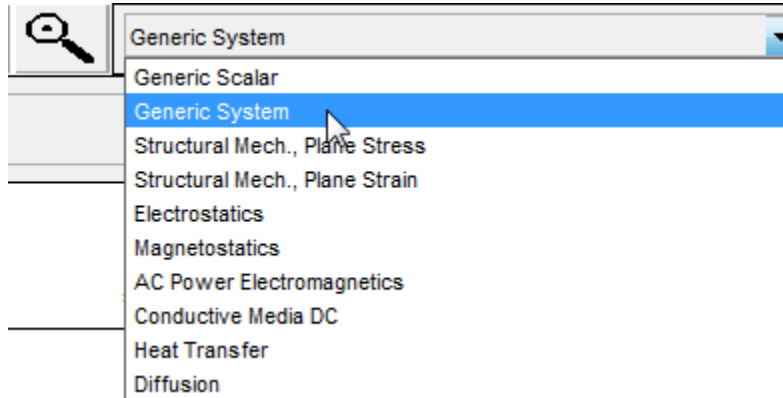 Generic System
Generic Scalar
Generic System
Structural Mech., Plane Stress
Structural Mech., Plane Strain
Electrostatics
Magnetostatics
AC Power Electromagnetics
Conductive Media DC
Heat Transfer
Diffusion